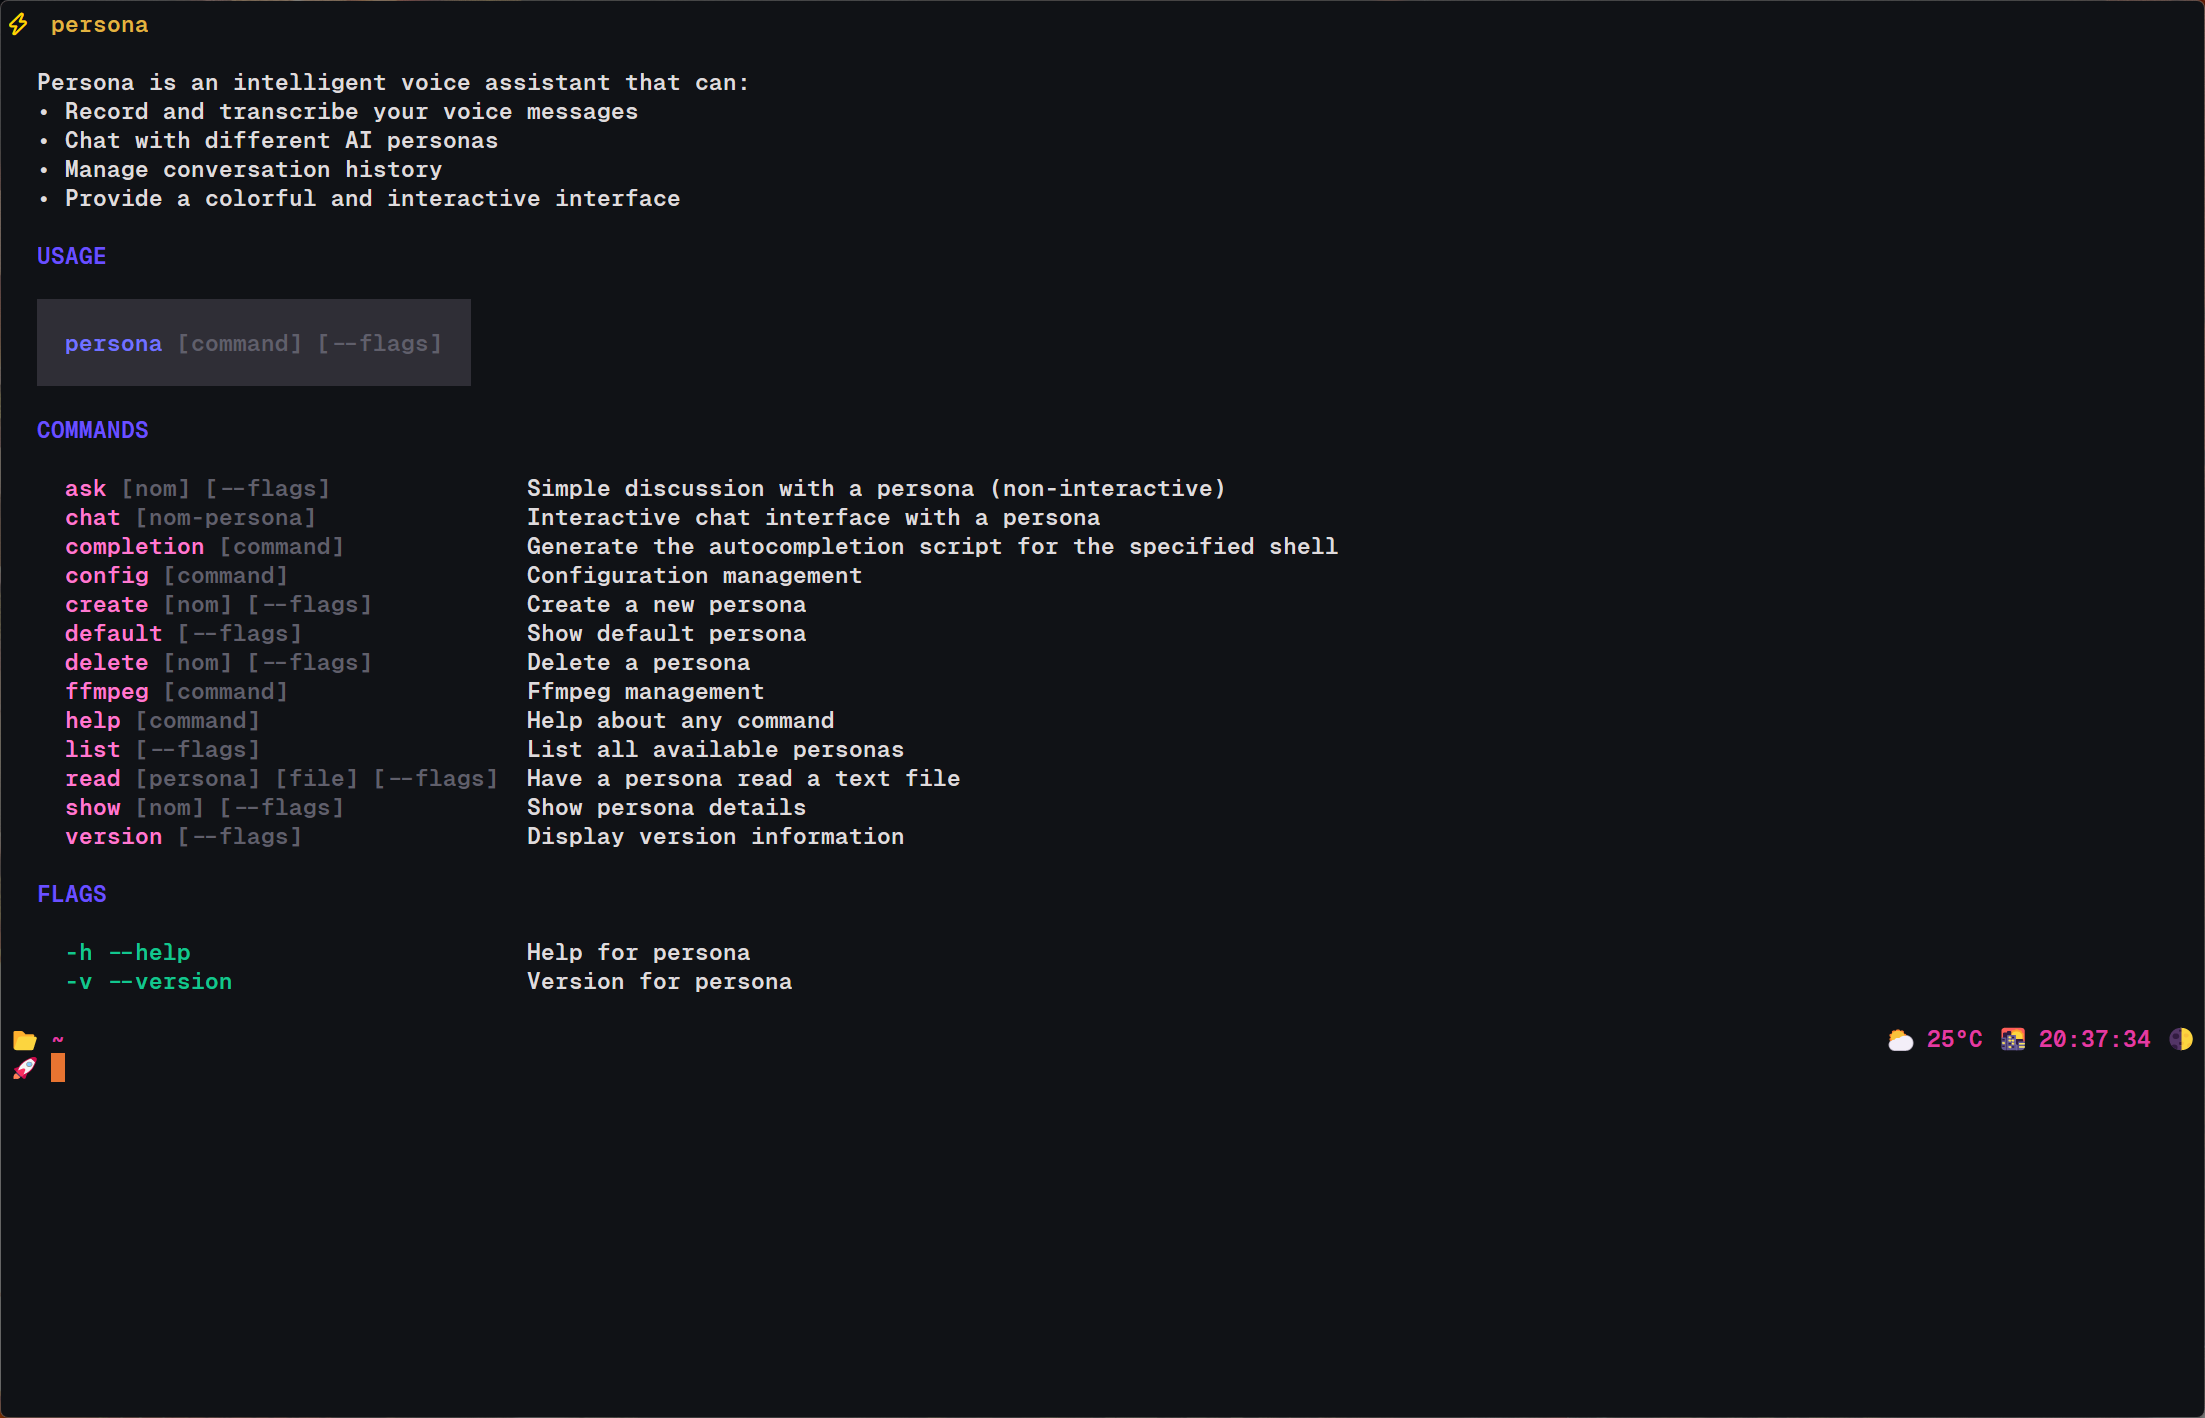 persona
Persona is an intelligent voice assistant that can:
• Record and transcribe your voice messages
• Chat with different AI personas
• Manage conversation history
• Provide a colorful and interactive interface
USAGE
persona [command] [--flags]
COMMANDS
ask [nom] [--flags] Simple discussion with a persona (non-interactive)
chat [nom-persona] Interactive chat interface with a persona
completion [command] Generate the autocompletion script for the specified shell
config [command] Configuration management
create [nom] [--flags] Create a new persona
default [--flags] Show default persona
delete [nom] [--flags] Delete a persona
ffmpeg [command] Ffmpeg management
help [command] Help about any command
list [--flags] List all available personas
read [persona] [file] [--flags] Have a persona read a text file
show [nom] [--flags] Show persona details
version [--flags] Display version information
FLAGS
-h --help Help for persona
-v --version Version for persona
~ 25°C 20:37:34